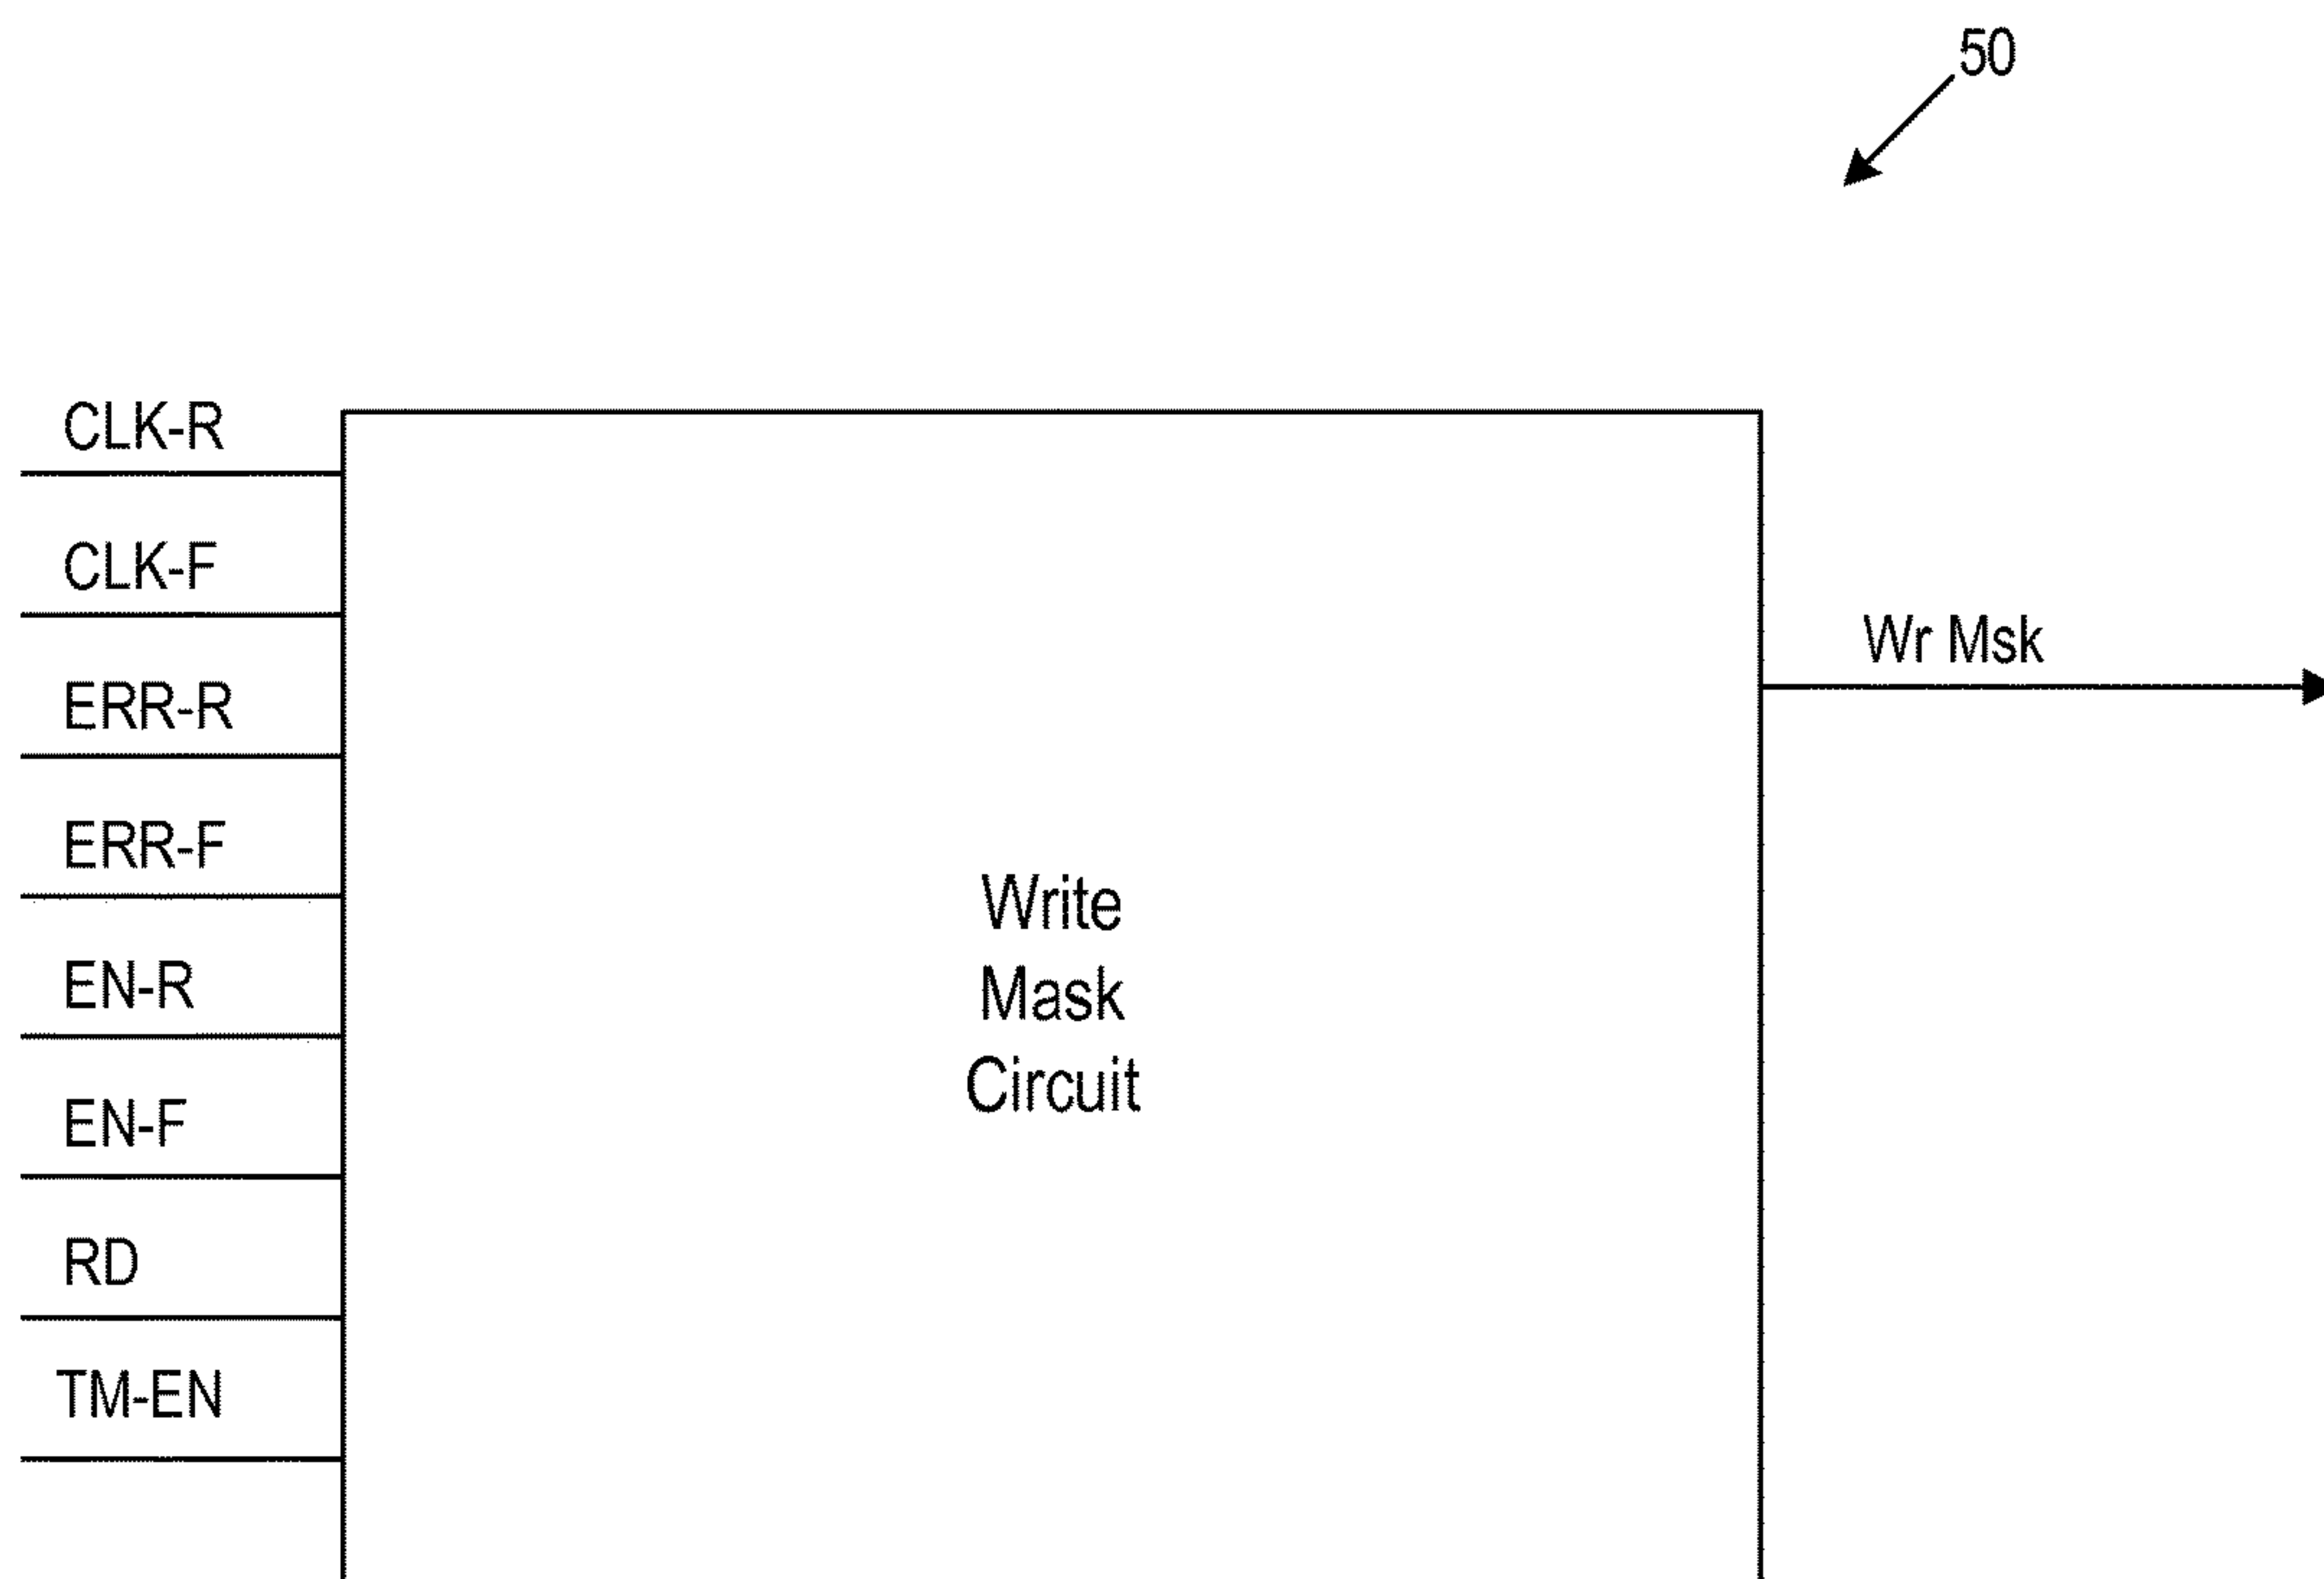 50
CLK-R
CLK-F
Wr Msk
ERR-R
ERR-F
Write
Mask
Circuit
EN-R
EN-F
RD
TM-EN